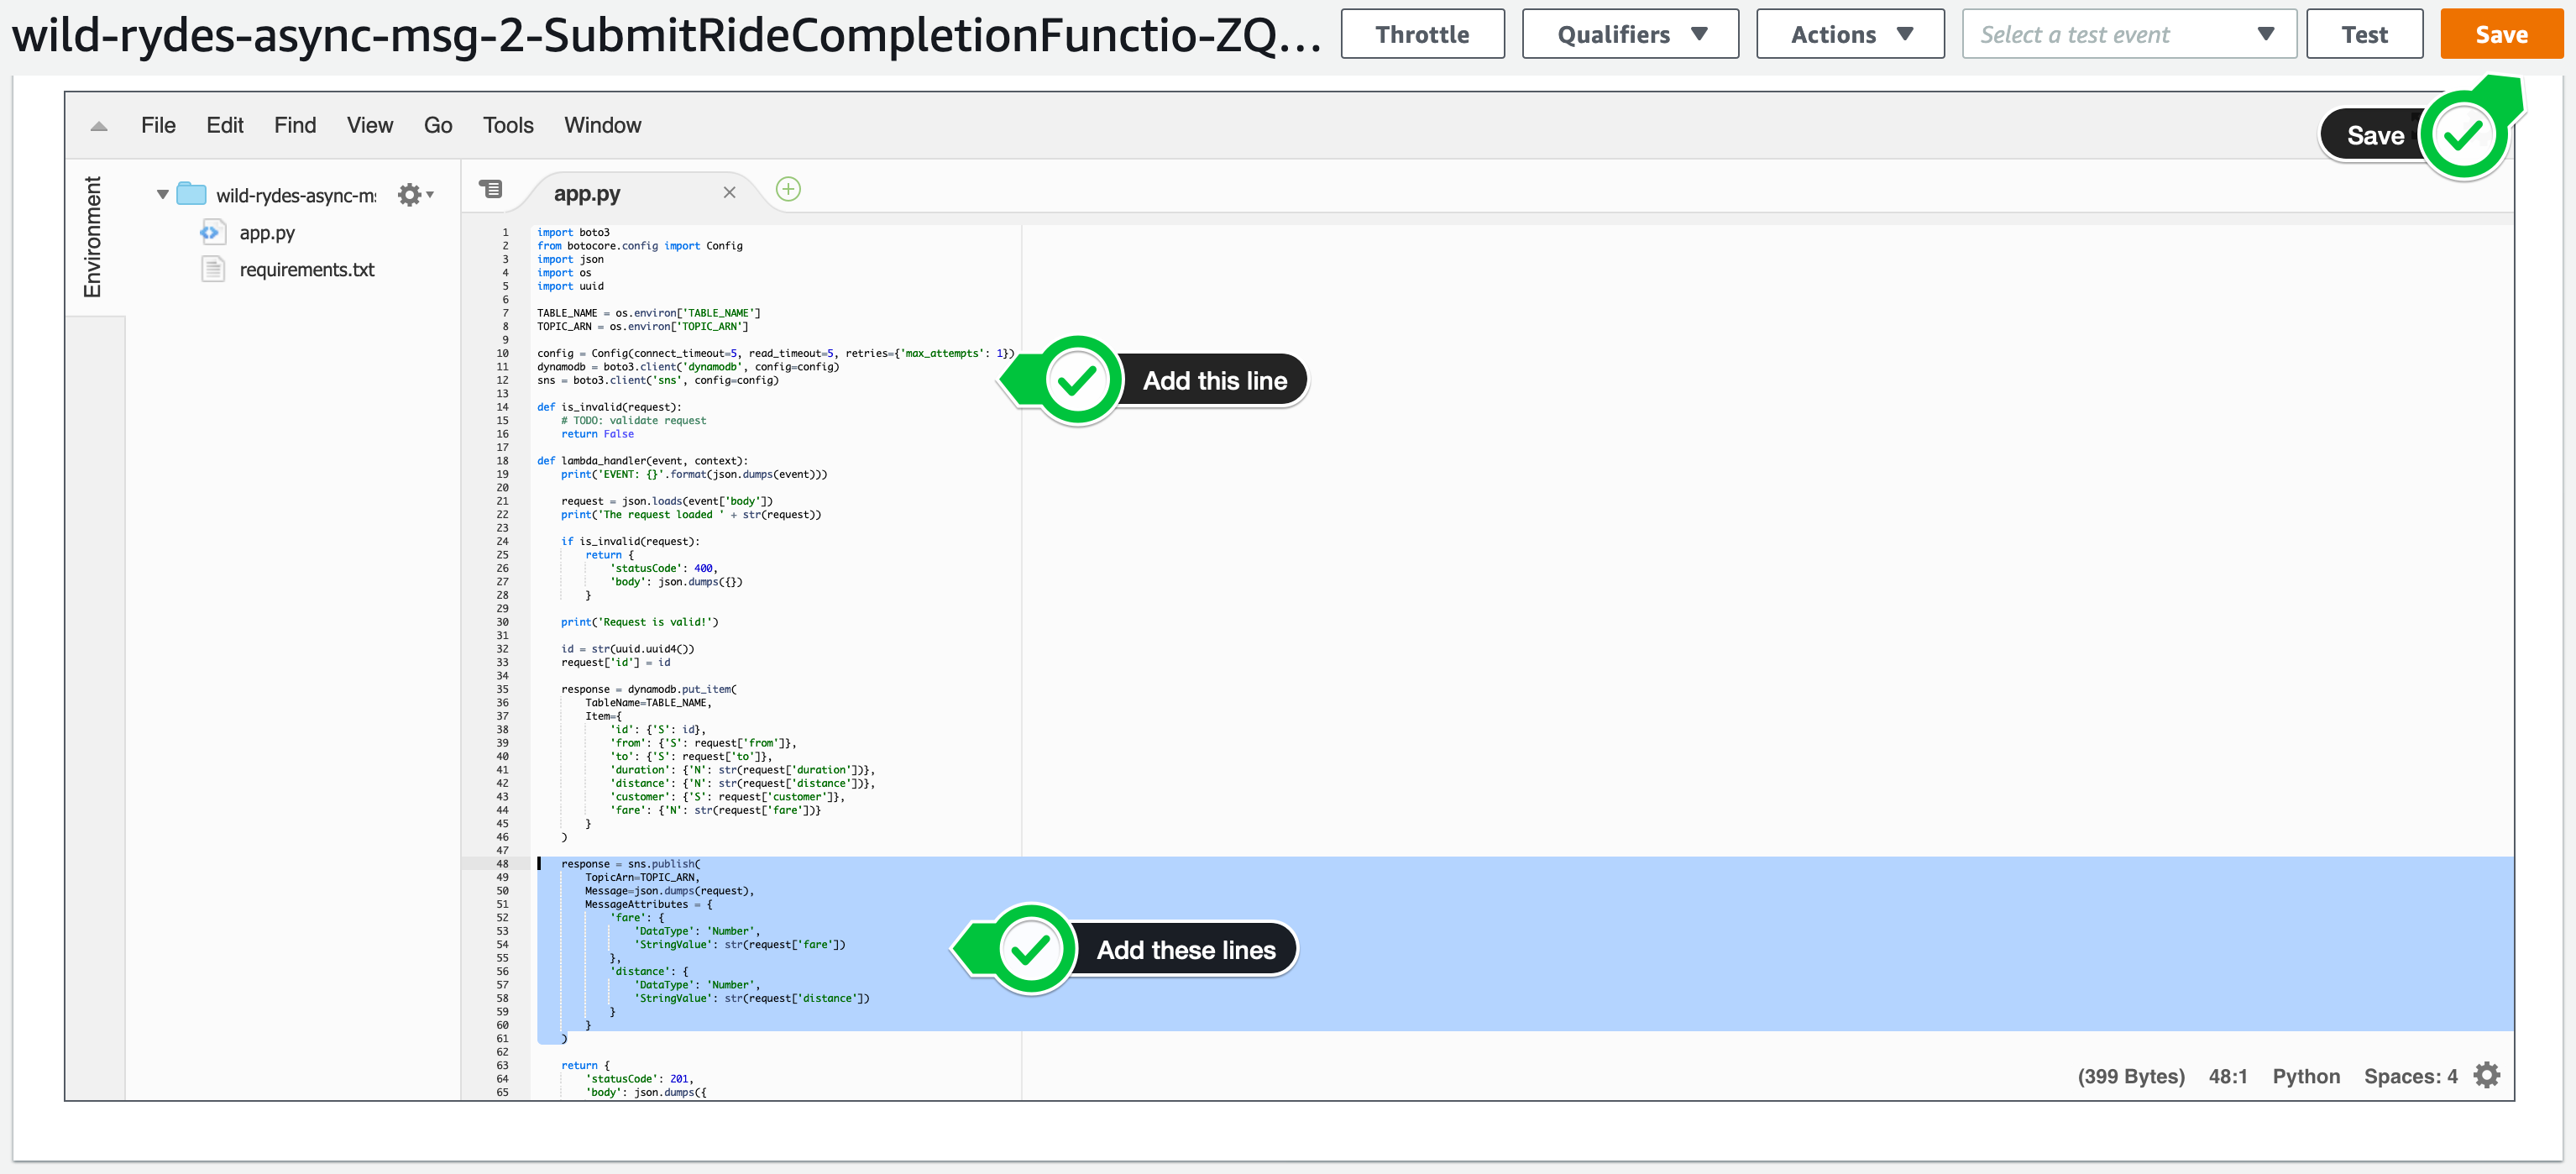 wild-rydes-async-msg-2-SubmitRideCompletionFunctio-ZQ...
Throttle
Qualifiers
Actions
Select a test event
Test
Save
File Edit Find View Go Tools Window
Save
Environment
wild-rydes-async-ms
app.py
requirements.txt
app.py
1 import boto3
2 from botocore.config import Config
3 import json
4 import os
5 import uuid
6
7 TABLE_NAME = os.environ['TABLE_NAME']
8 TOPIC_ARN = os.environ['TOPIC_ARN']
9
10 config = Config(connect_timeout=5, read_timeout=5, retries={'max_attempts': 1})
11 dynamodb = boto3.client('dynamodb', config=config)
12 sns = boto3.client('sns', config=config)
Add this line
13
14 def is_invalid(request):
15     # TODO: validate request
16     return False
17
18 def lambda_handler(event, context):
19     print('EVENT: {}'.format(json.dumps(event)))
20
21     request = json.loads(event['body'])
22     print('The request loaded ' + str(request))
23
24     if is_invalid(request):
25         return {
26             'statusCode': 400,
27             'body': json.dumps({})
28         }
29
30     print('Request is valid!')
31
32     id = str(uuid.uuid4())
33     request['id'] = id
34
35     response = dynamodb.put_item(
36         TableName=TABLE_NAME,
37         Item={
38             'id': {'S': id},
39             'from': {'S': request['from']},
40             'to': {'S': request['to']},
41             'duration': {'N': str(request['duration'])},
42             'distance': {'N': str(request['distance'])},
43             'customer': {'S': request['customer']},
44             'fare': {'N': str(request['fare'])}
45         }
46     )
47
48     response = sns.publish(
49         TopicArn=TOPIC_ARN,
50         Message=json.dumps(request),
51         MessageAttributes = {
52             'fare': {
53                 'DataType': 'Number',
54                 'StringValue': str(request['fare'])
Add these lines
55             },
56             'distance': {
57                 'DataType': 'Number',
58                 'StringValue': str(request['distance'])
59             }
60         }
61     )
62
63     return {
64         'statusCode': 201,
65         'body': json.dumps({
(399 Bytes) 48:1 Python Spaces: 4